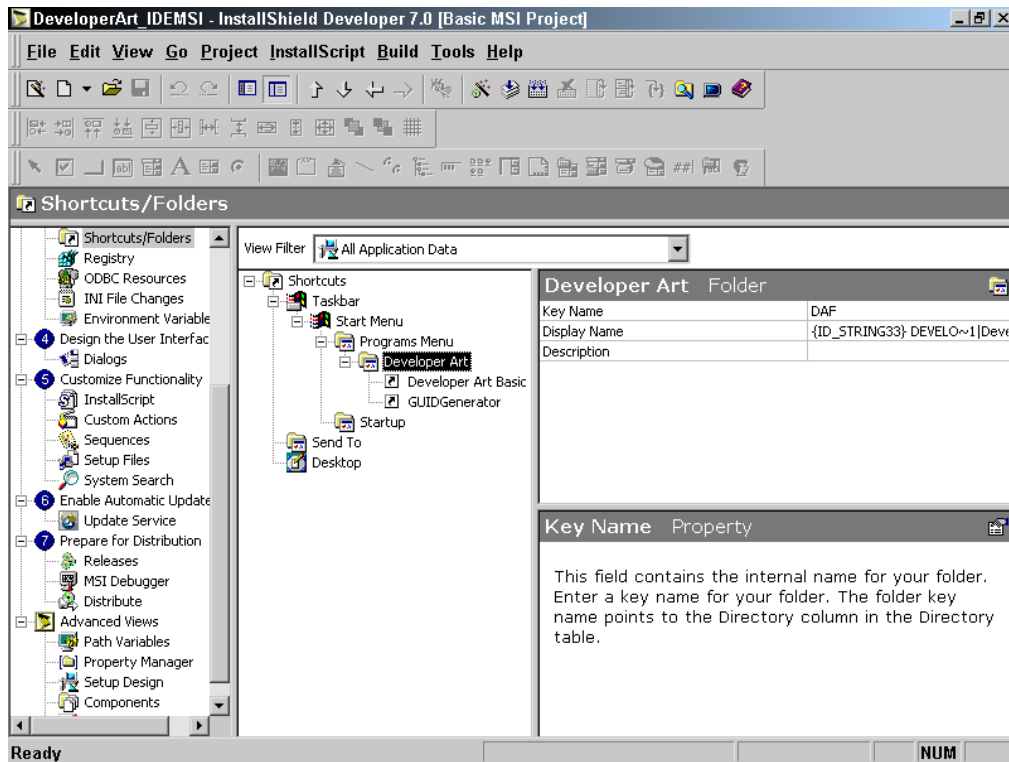 DeveloperArt_IDEMSI - InstallShield Developer 7.0 [Basic MSI Project]
File Edit View Go Project InstallScript Build Tools Help
Shortcuts/Folders
Shortcuts/Folders
Registry
ODBC Resources
INI File Changes
Environment Variable
4 Design the User Interfac
Dialogs
5 Customize Functionality
InstallScript
Custom Actions
Sequences
Setup Files
System Search
6 Enable Automatic Update
Update Service
7 Prepare for Distribution
Releases
MSI Debugger
Distribute
Advanced Views
Path Variables
Property Manager
Setup Design
Components
View Filter All Application Data
Shortcuts
Taskbar
Start Menu
Programs Menu
Developer Art
Developer Art Basic
GUIDGenerator
Startup
Send To
Desktop
Developer Art Folder
Key Name DAF
Display Name {ID_STRING33} DEVELO~1|Deve
Description
Key Name Property
This field contains the internal name for your folder.
Enter a key name for your folder. The folder key
name points to the Directory column in the Directory
table.
Ready NUM